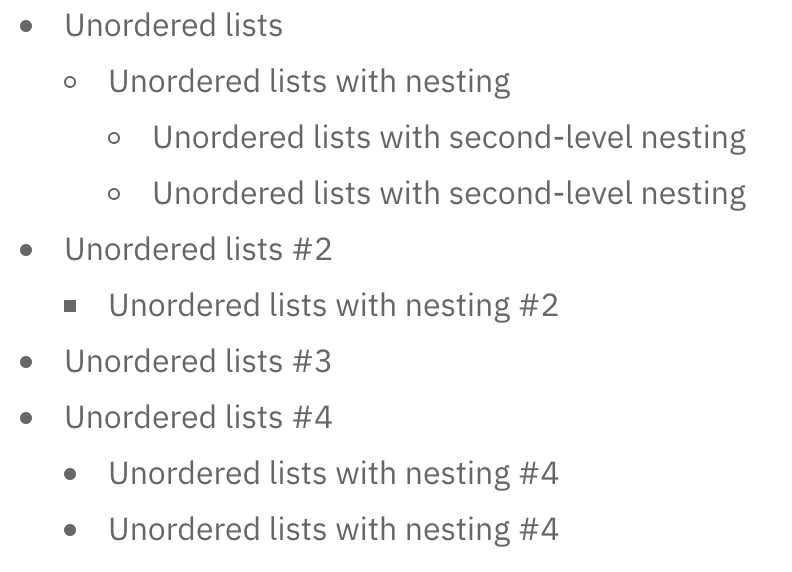 • Unordered lists
◦ Unordered lists with nesting
◦ Unordered lists with second-level nesting
◦ Unordered lists with second-level nesting
• Unordered lists #2
▪ Unordered lists with nesting #2
• Unordered lists #3
• Unordered lists #4
• Unordered lists with nesting #4
• Unordered lists with nesting #4